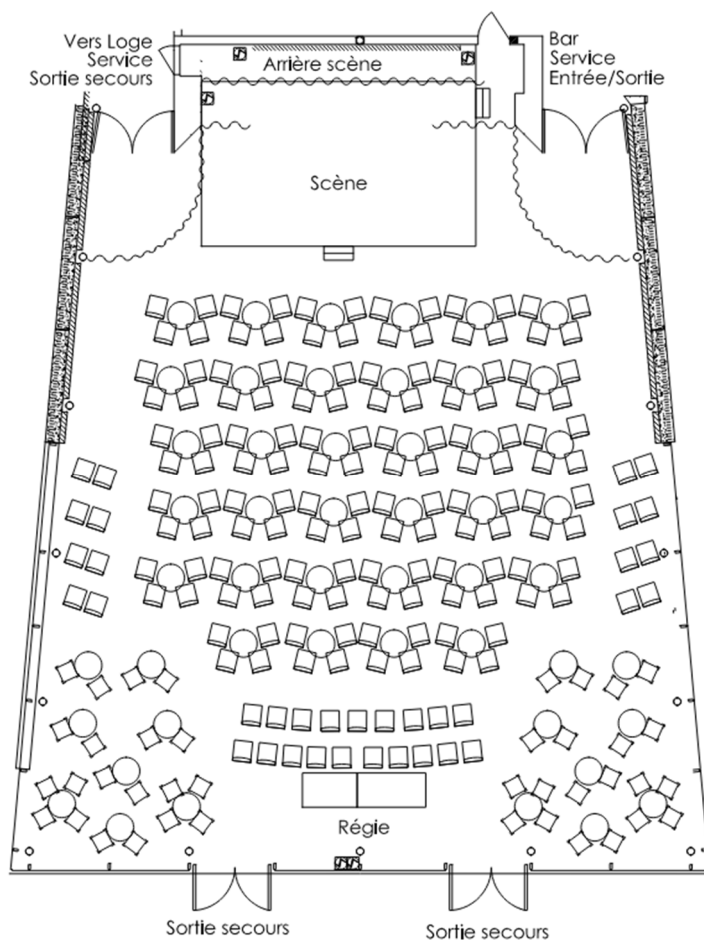 Vers Loge
Service
Sortie secours
Arrière scène
Bar
Service
Entrée/Sortie
Scène
Régie
Sortie secours
Sortie secours